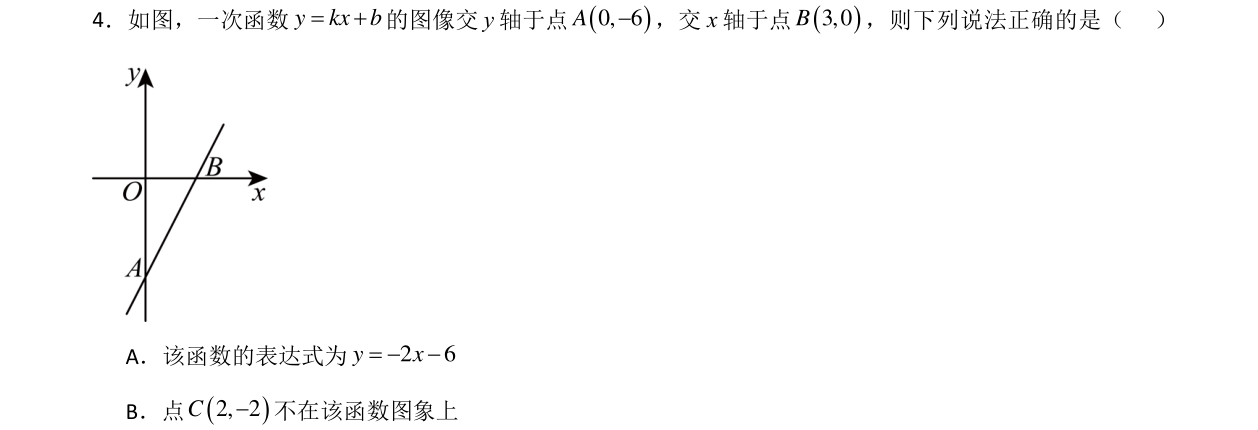 4．如图，一次函数 y＝kx＋b 的图像交 y 轴于点 A(0,−6)，交 x 轴于点 B(3,0)，则下列说法正确的是（    ）
y
B
O
x
A
A．该函数的表达式为 y＝−2x−6
B．点 C(2,−2) 不在该函数图象上